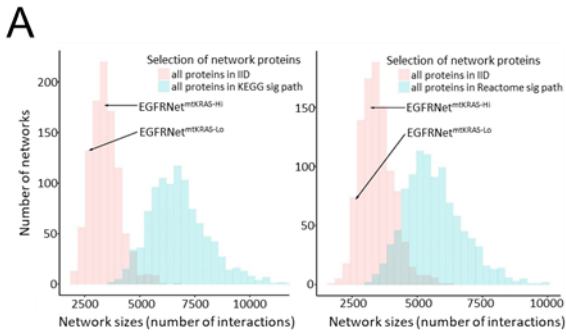 A
Selection of network proteins
all proteins in IID
all proteins in KEGG sig path
EGFRNet^mtKRAS-Hi
EGFRNet^mtKRAS-Lo
Number of networks
200
150
100
50
0
2500 5000 7500 10000
Network sizes (number of interactions)
Selection of network proteins
all proteins in IID
all proteins in Reactome sig path
EGFRNet^mtKRAS-Hi
EGFRNet^mtKRAS-Lo
150
100
50
0
2500 5000 7500 10000
Network sizes (number of interactions)